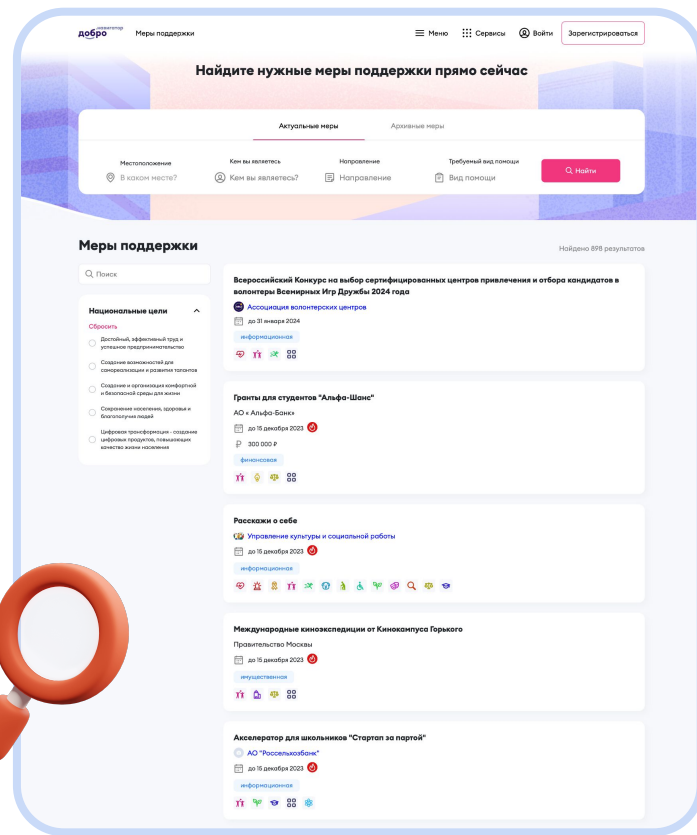 навигатор
добро
Меры поддержки
Меню
Сервисы
Войти
Зарегистрироваться
Найдите нужные меры поддержки прямо сейчас
Актуальные меры
Архивные меры
Местоположение
В каком месте?
Кем вы являетесь
Кем вы являетесь?
Направление
Направление
Требуемый вид помощи
Вид помощи
Найти
Меры поддержки
Найдено 898 результатов
Поиск
Национальные цели
Сбросить
Достойный, эффективный труд и
успешное предпринимательство
Создание возможностей для
самореализации и развития талантов
Создание и организация комфортной
и безопасной среды для жизни
Сохранение населения, здоровья и
благополучия людей
Цифровая трансформация - создание
цифровых продуктов, повышающих
качество жизни населения
Всероссийский Конкурс на выбор сертифицированных центров привлечения и отбора кандидатов в
волонтеры Всемирных Игр Дружбы 2024 года
Ассоциация волонтерских центров
до 31 января 2024
информационная
Гранты для студентов "Альфа-Шанс"
АО « Альфа-Банк»
до 15 декабря 2023
₽ 300 000 ₽
финансовая
Расскажи о себе
Управление культуры и социальной работы
до 15 декабря 2023
информационная
Международные киноэкспедиции от Кинокампуса Горького
Правительство Москвы
до 15 декабря 2023
имущественная
Акселератор для школьников "Стартап за партой"
АО "Россельхозбанк"
до 15 декабря 2023
информационная